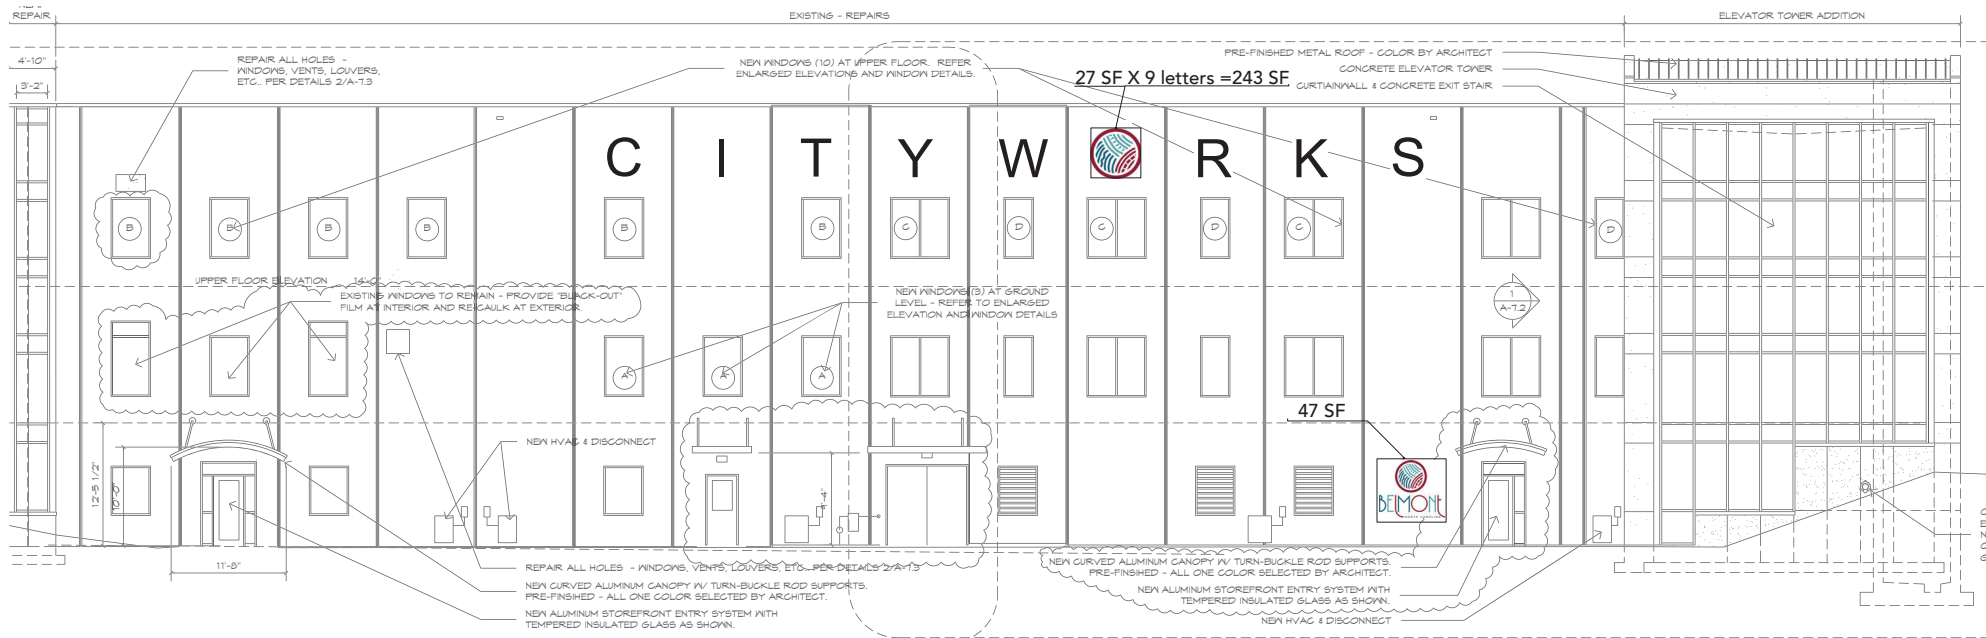 REPAIR
EXISTING - REPAIRS
ELEVATOR TOWER ADDITION
4'-10"
3'-2"
REPAIR ALL HOLES -
WINDOWS, VENTS, LOUVERS,
ETC.. PER DETAILS 2/A-7.3
NEW WINDOWS (10) AT UPPER FLOOR. REFER
ENLARGED ELEVATIONS AND WINDOW DETAILS.
PRE-FINISHED METAL ROOF - COLOR BY ARCHITECT
CONCRETE ELEVATOR TOWER
27 SF X 9 letters =243 SF
CURTIAINWALL & CONCRETE EXIT STAIR
C I T Y W R K S
B B B B B B C D C D C D
UPPER FLOOR ELEVATION 14'-0"
EXISTING WINDOWS TO REMAIN - PROVIDE "BLACK-OUT"
FILM AT INTERIOR AND RE-CAULK AT EXTERIOR.
NEW WINDOWS (3) AT GROUND
LEVEL - REFER TO ENLARGED
ELEVATION AND WINDOW DETAILS
1
A-7.2
A A A
47 SF
NEW HVAC & DISCONNECT
12'-5 1/2"
10'-0"
BELMONT
NORTH CAROLINA
11'-8"
REPAIR ALL HOLES - WINDOWS, VENTS, LOUVERS, ETC.. PER DETAILS 2/A-7.3
NEW CURVED ALUMINUM CANOPY W/ TURN-BUCKLE ROD SUPPORTS.
PRE-FINSIHED - ALL ONE COLOR SELECTED BY ARCHITECT.
NEW ALUMINUM STOREFRONT ENTRY SYSTEM WITH
TEMPERED INSULATED GLASS AS SHOWN.
NEW CURVED ALUMINUM CANOPY W/ TURN-BUCKLE ROD SUPPORTS.
PRE-FINSIHED - ALL ONE COLOR SELECTED BY ARCHITECT.
NEW ALUMINUM STOREFRONT ENTRY SYSTEM WITH
TEMPERED INSULATED GLASS AS SHOWN.
NEW HVAC & DISCONNECT